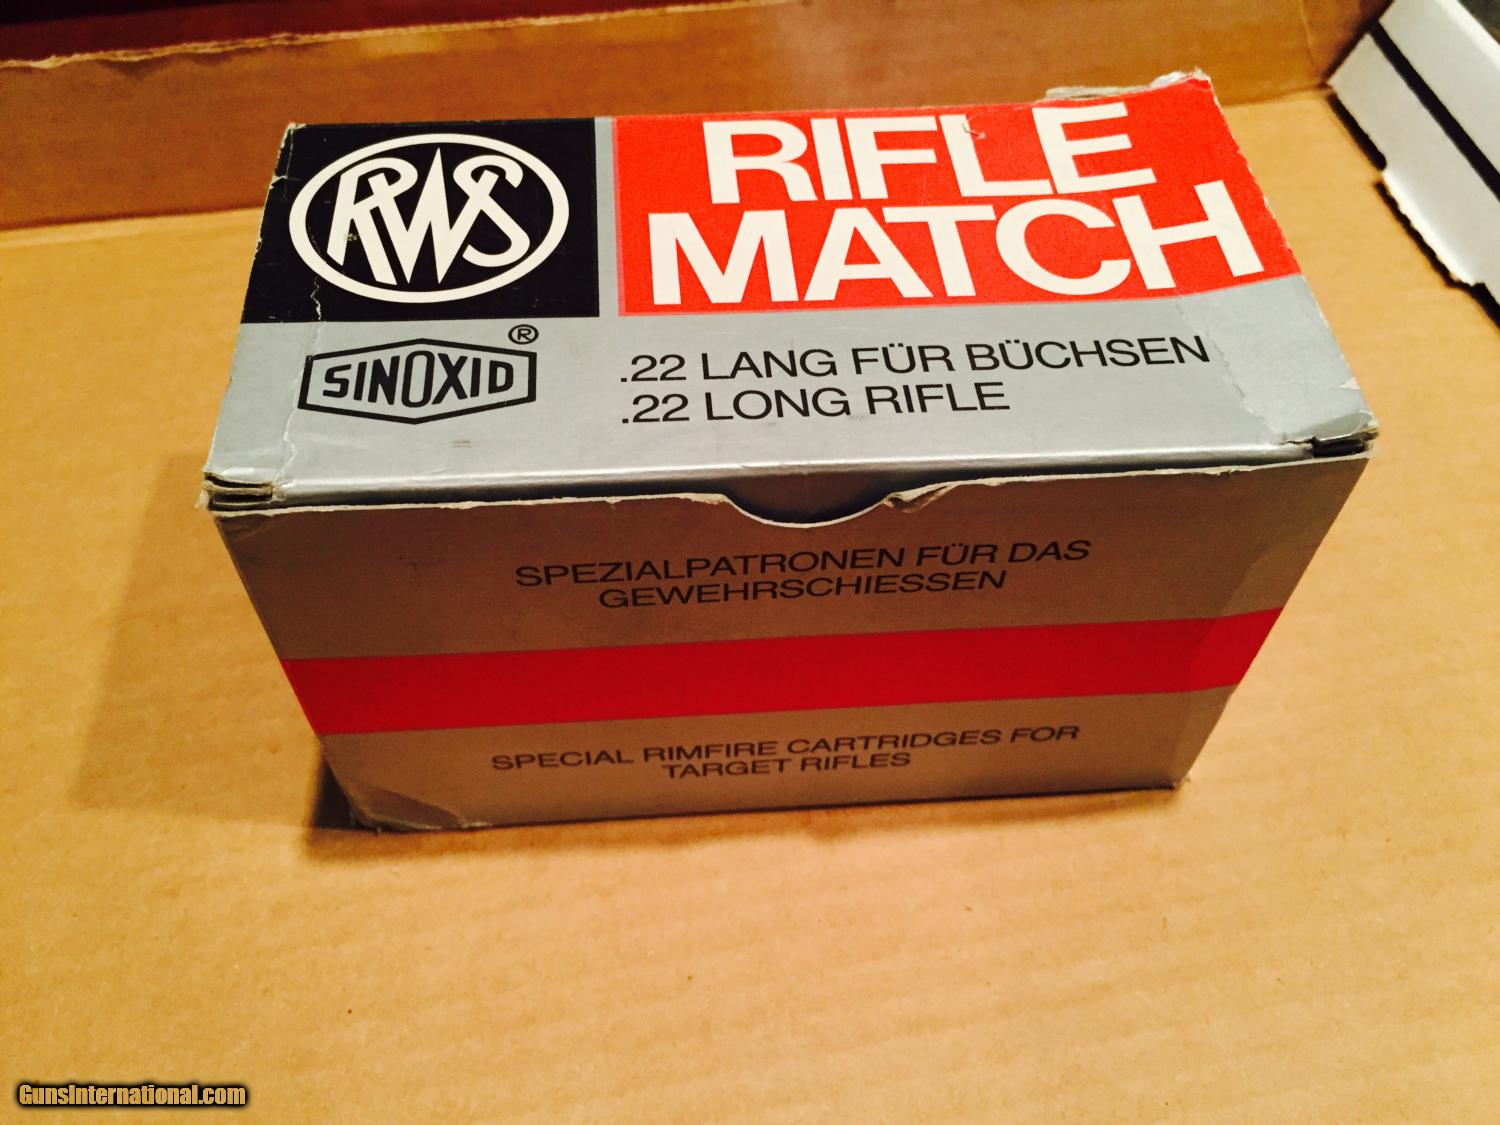 RWS
RIFLE
MATCH
SINOXID®
.22 LANG FÜR BÜCHSEN
.22 LONG RIFLE
SPEZIALPATRONEN FÜR DAS
GEWEHRSCHIESSEN
SPECIAL RIMFIRE CARTRIDGES FOR
TARGET RIFLES
GunsInternational.com